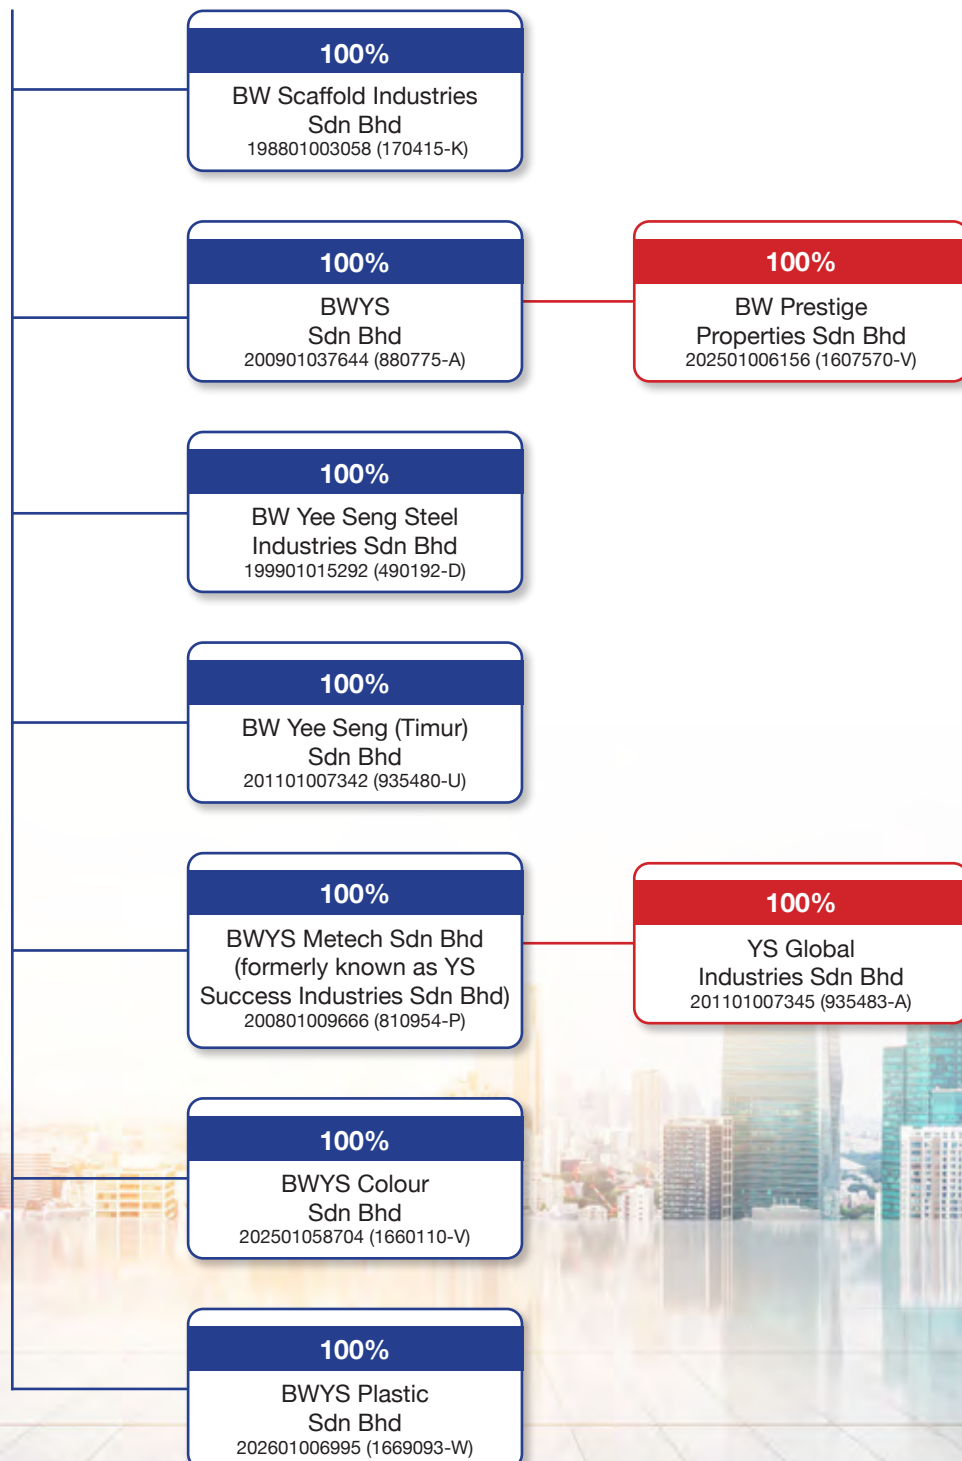 100%
BW Scaffold Industries
Sdn Bhd
198801003058 (170415-K)
100%
BWYS
Sdn Bhd
200901037644 (880775-A)
100%
BW Prestige
Properties Sdn Bhd
202501006156 (1607570-V)
100%
BW Yee Seng Steel
Industries Sdn Bhd
199901015292 (490192-D)
100%
BW Yee Seng (Timur)
Sdn Bhd
201101007342 (935480-U)
100%
BWYS Metech Sdn Bhd
(formerly known as YS
Success Industries Sdn Bhd)
200801009666 (810954-P)
100%
YS Global
Industries Sdn Bhd
201101007345 (935483-A)
100%
BWYS Colour
Sdn Bhd
202501058704 (1660110-V)
100%
BWYS Plastic
Sdn Bhd
202601006995 (1669093-W)